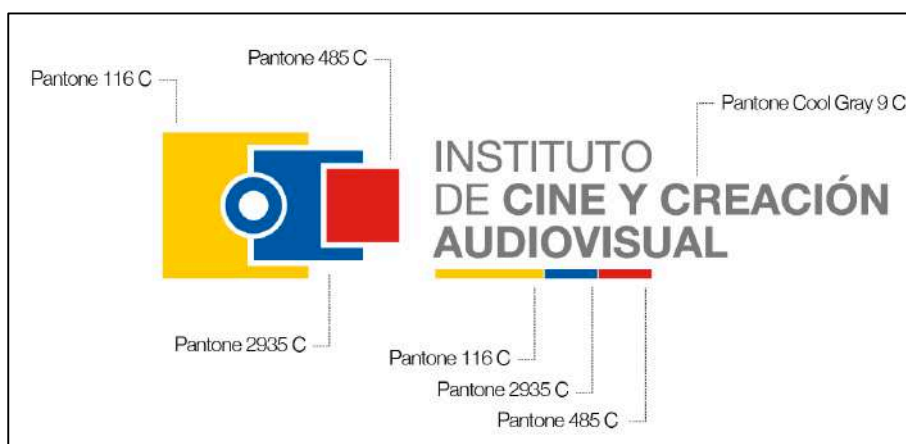 Pantone 485 C
Pantone 116 C
Pantone Cool Gray 9 C
INSTITUTO
DE CINE Y CREACIÓN
AUDIOVISUAL
Pantone 2935 C
Pantone 116 C
Pantone 2935 C
Pantone 485 C